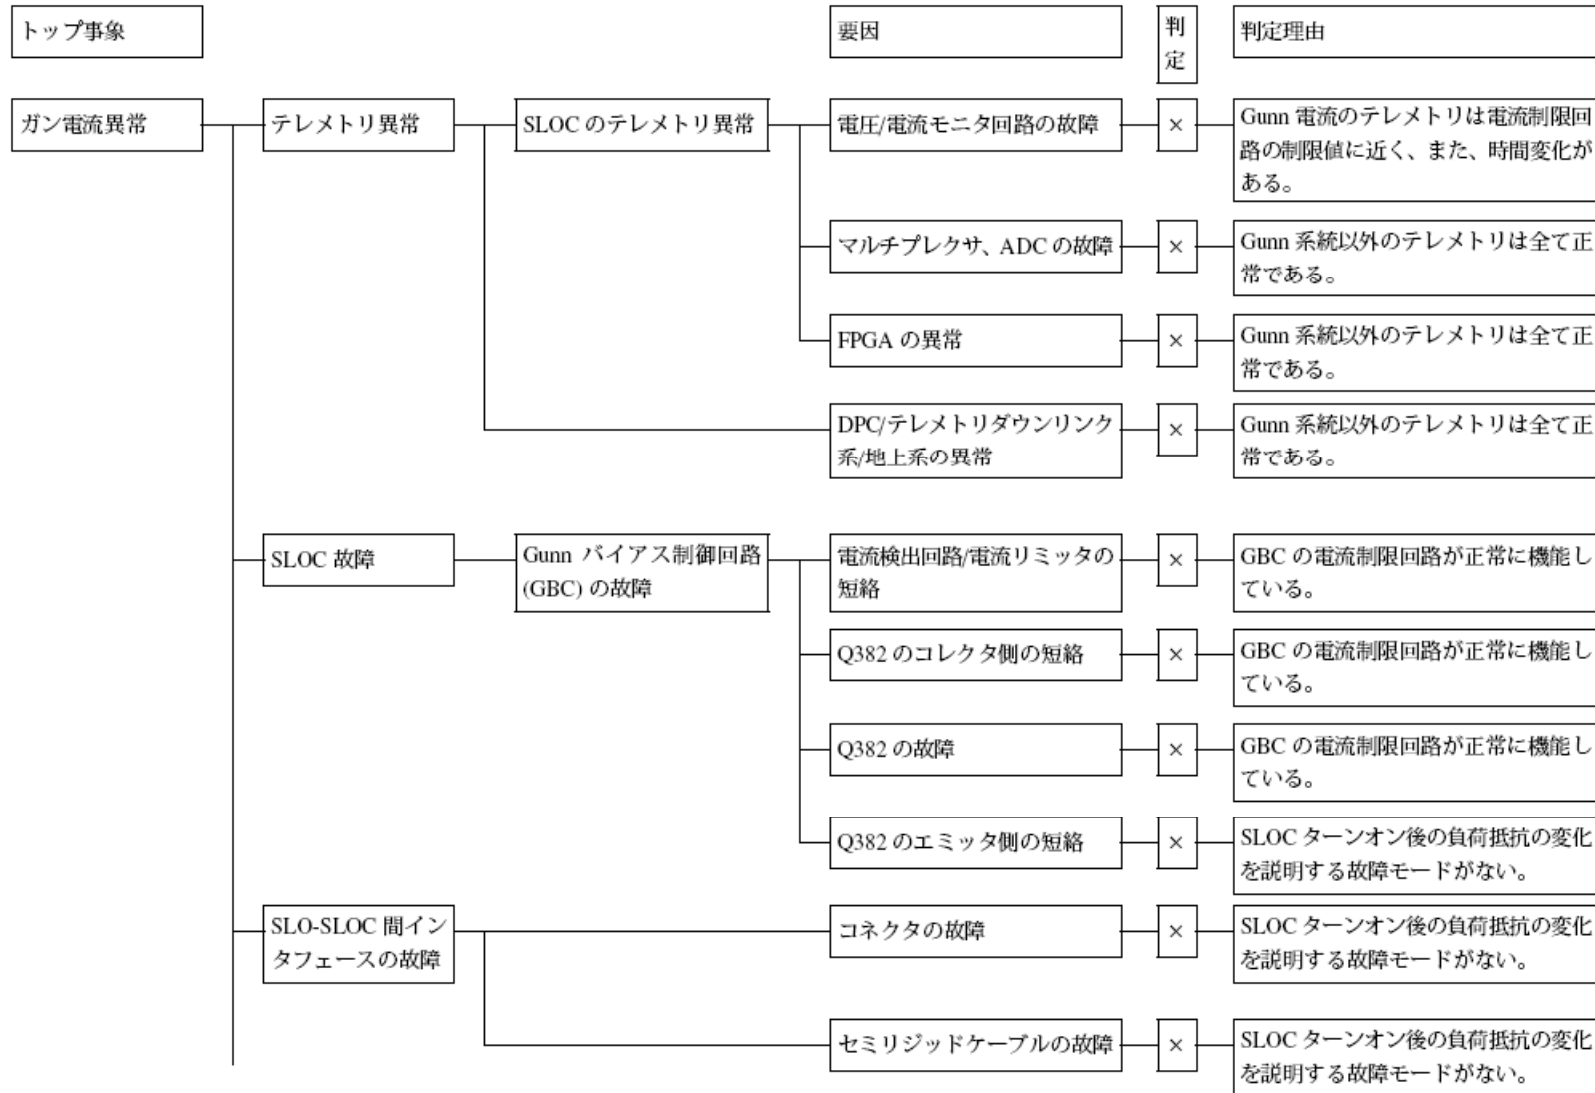 トップ事象
要因
判
定
判定理由
ガン電流異常
テレメトリ異常
SLOC のテレメトリ異常
電圧/電流モニタ回路の故障
×
Gunn 電流のテレメトリは電流制限回
路の制限値に近く、また、時間変化が
ある。
マルチプレクサ、ADC の故障
×
Gunn 系統以外のテレメトリは全て正
常である。
FPGA の異常
×
Gunn 系統以外のテレメトリは全て正
常である。
DPC/テレメトリダウンリンク
系/地上系の異常
×
Gunn 系統以外のテレメトリは全て正
常である。
SLOC 故障
Gunn バイアス制御回路
(GBC) の故障
電流検出回路/電流リミッタの
短絡
×
GBC の電流制限回路が正常に機能し
ている。
Q382 のコレクタ側の短絡
×
GBC の電流制限回路が正常に機能し
ている。
Q382 の故障
×
GBC の電流制限回路が正常に機能し
ている。
Q382 のエミッタ側の短絡
×
SLOC ターンオン後の負荷抵抗の変化
を説明する故障モードがない。
SLO-SLOC 間イン
タフェースの故障
コネクタの故障
×
SLOC ターンオン後の負荷抵抗の変化
を説明する故障モードがない。
セミリジッドケーブルの故障
×
SLOC ターンオン後の負荷抵抗の変化
を説明する故障モードがない。